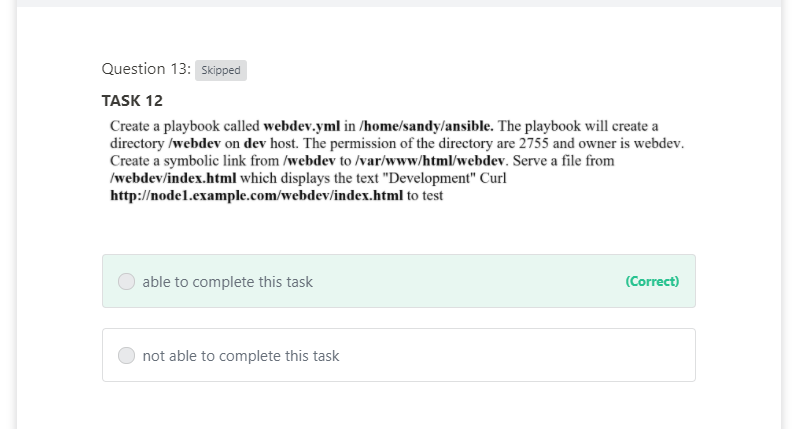 Question 13: Skipped
TASK 12
Create a playbook called webdev.yml in /home/sandy/ansible. The playbook will create a
directory /webdev on dev host. The permission of the directory are 2755 and owner is webdev.
Create a symbolic link from /webdev to /var/www/html/webdev. Serve a file from
/webdev/index.html which displays the text "Development" Curl
http://node1.example.com/webdev/index.html to test
able to complete this task (Correct)
not able to complete this task